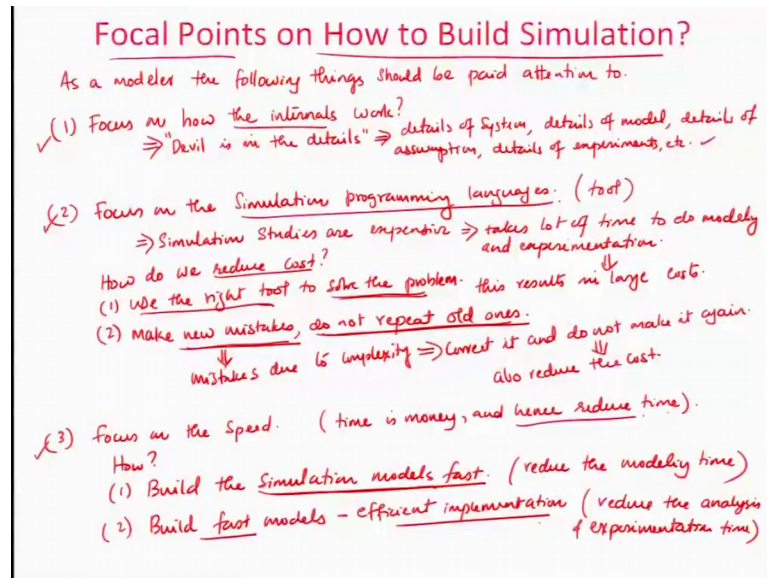 Focal Points on How to Build Simulation?
As a modeler the following things should be paid attention to.
(1) Focus on how the internals work?
⇒ "Devil is in the details" ⇒ details of system, details of model, details of
assumption, details of experiments, etc. ✓
(2) Focus on the Simulation programming languages. (tool)
⇒ Simulation studies are expensive ⇒ takes lot of time to do modelig
and experimentation.
⇓
How do we reduce cost?
(1) use the right tool to solve the problem. this results in large costs.
(2) Make new mistakes, do not repeat old ones.
⇓
mistakes due to complexity ⇒ correct it and do not make it again.
⇓
also reduce the cost.
(3) Focus on the Speed. (time is money, and hence reduce time).
How?
(1) Build the Simulation models fast. (reduce the modelig time)
(2) Build fast models – efficient implementation (reduce the analysis
& experimentation time)